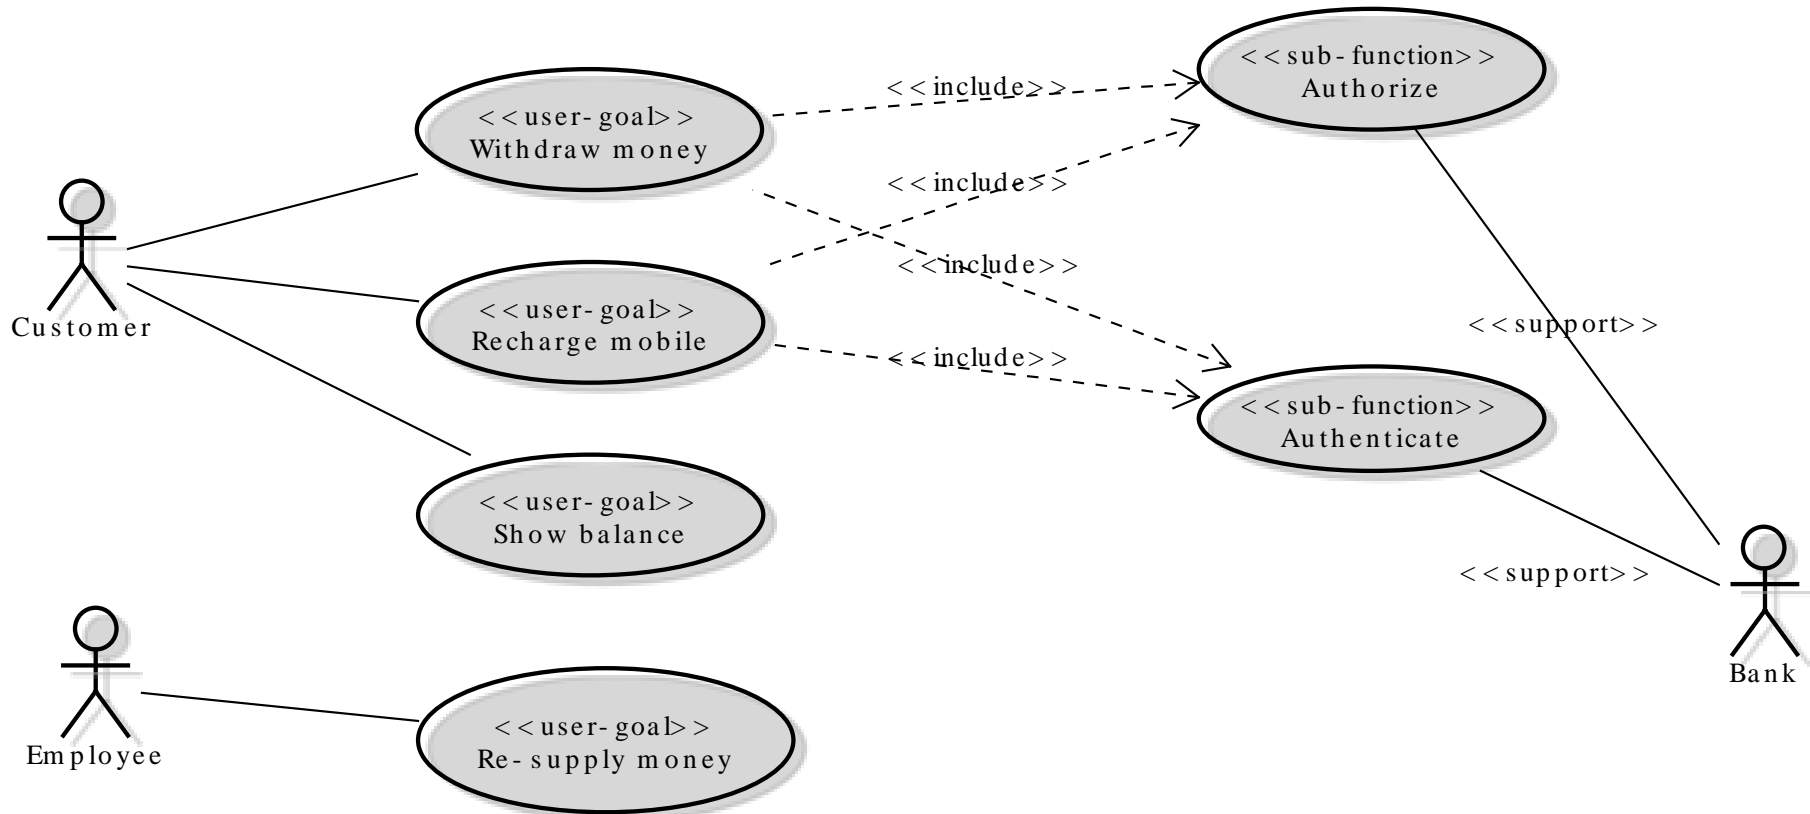 <<sub-function>>
Authorize
<<include>>
<<user-goal>>
Withdraw money
<<include>>
<<include>>
Customer
<<user-goal>>
Recharge mobile
<<support>>
<<include>>
<<sub-function>>
Authenticate
<<user-goal>>
Show balance
<<support>>
Bank
<<user-goal>>
Re-supply money
Employee